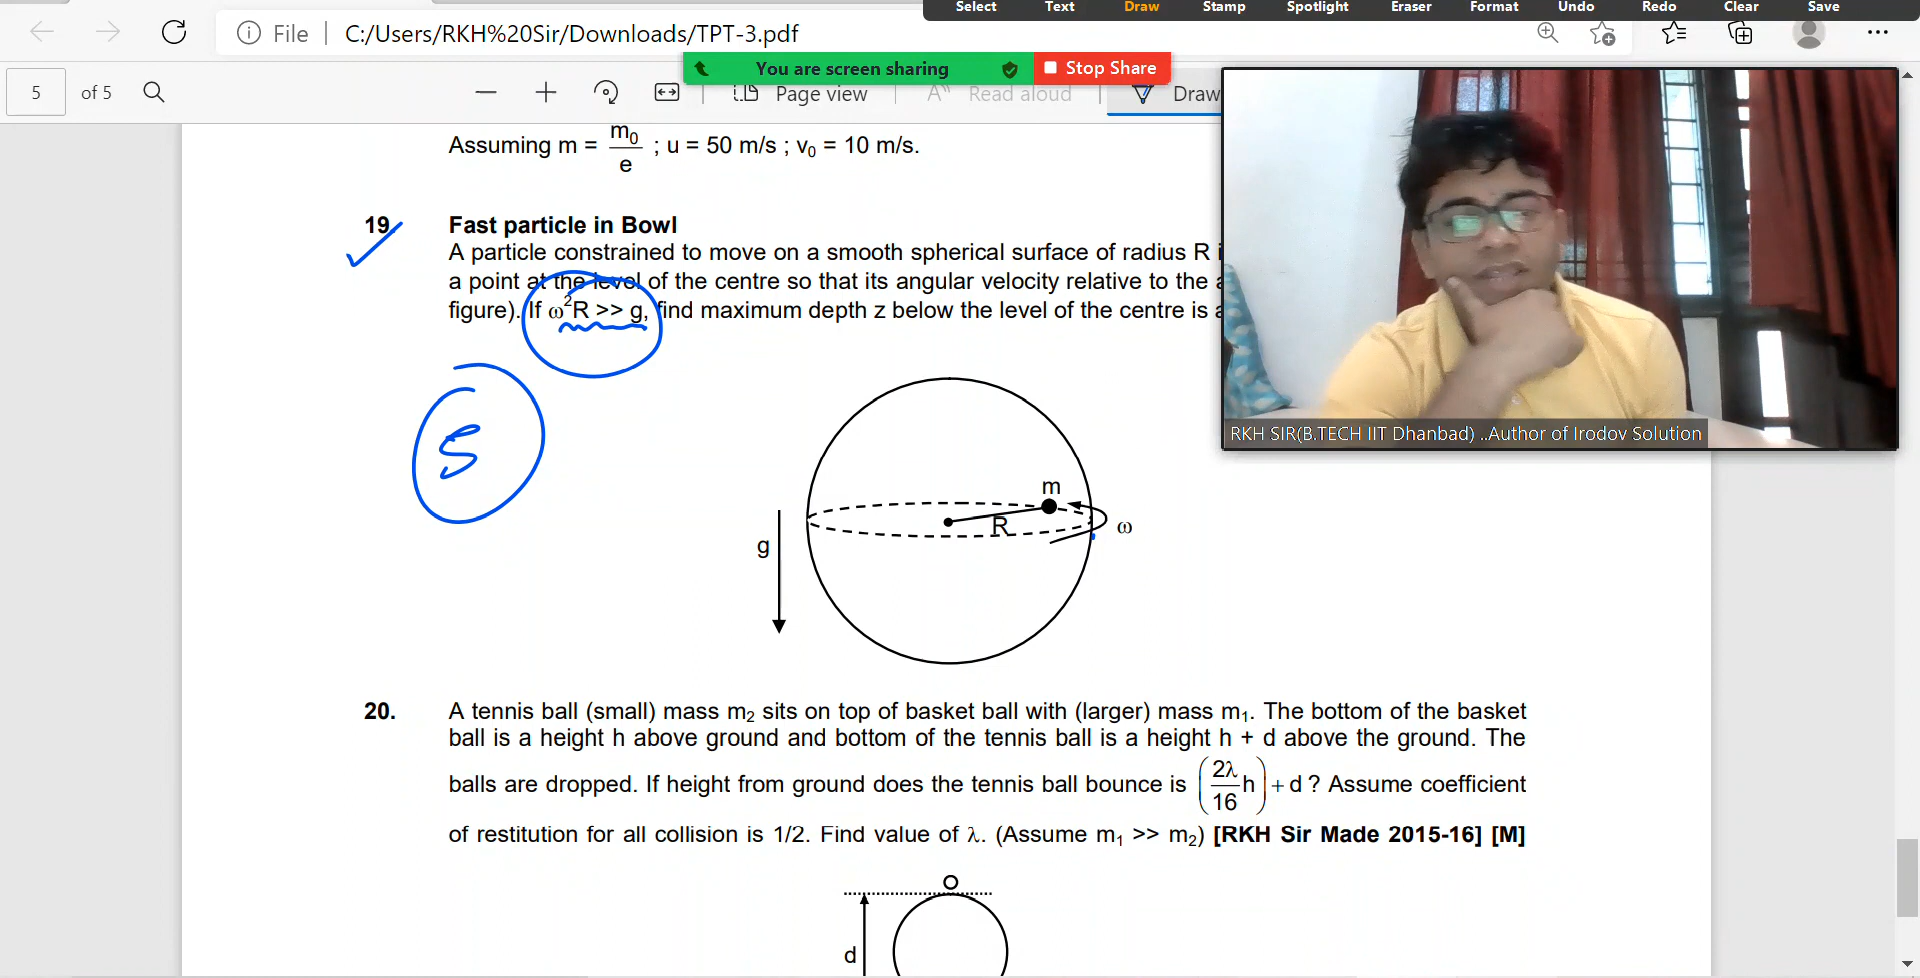 Select Text Draw Stamp Spotlight Eraser Format Undo Redo Clear Save
File C:/Users/RKH%20Sir/Downloads/TPT-3.pdf
You are screen sharing Stop Share
5 of 5 Page view Read aloud Draw
Assuming m = m₀/e ; u = 50 m/s ; v₀ = 10 m/s.
19. Fast particle in Bowl
A particle constrained to move on a smooth spherical surface of radius R
a point at the level of the centre so that its angular velocity relative to the
figure). If ω²R >> g, find maximum depth z below the level of the centre is
RKH SIR(B.TECH IIT Dhanbad) ..Author of Irodov Solution
5
m
R
ω
g
20. A tennis ball (small) mass m₂ sits on top of basket ball with (larger) mass m₁. The bottom of the basket
ball is a height h above ground and bottom of the tennis ball is a height h + d above the ground. The
balls are dropped. If height from ground does the tennis ball bounce is (2λ/16 h) + d ? Assume coefficient
of restitution for all collision is 1/2. Find value of λ. (Assume m₁ >> m₂) [RKH Sir Made 2015-16] [M]
d